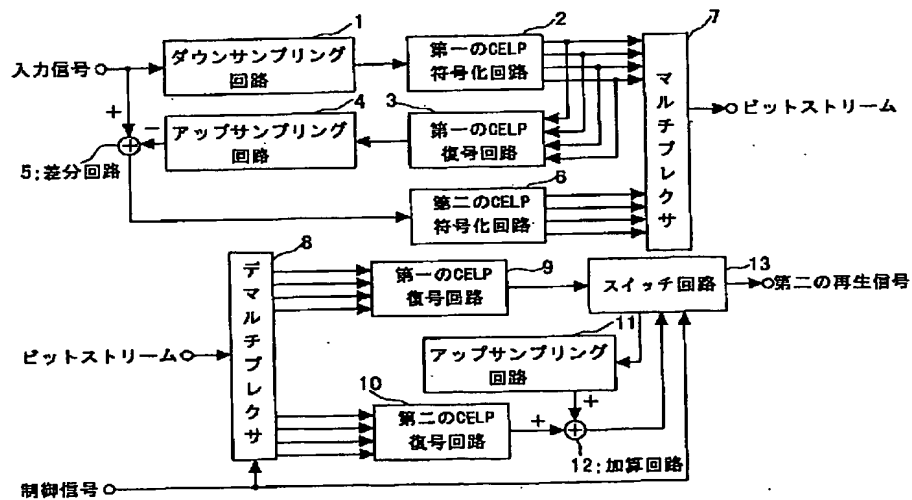 1
ダウンサンプリング
回路
2
第一のCELP
符号化回路
7
マルチプレクサ
入力信号
ビットストリーム
+
−
4
アップサンプリング
回路
3
第一のCELP
復号回路
5:差分回路
6
第二のCELP
符号化回路
8
デマルチプレクサ
第一のCELP
復号回路
9
スイッチ回路
13
第二の再生信号
11
アップサンプリング
回路
ビットストリーム
10
第二のCELP
復号回路
+
+
12:加算回路
制御信号